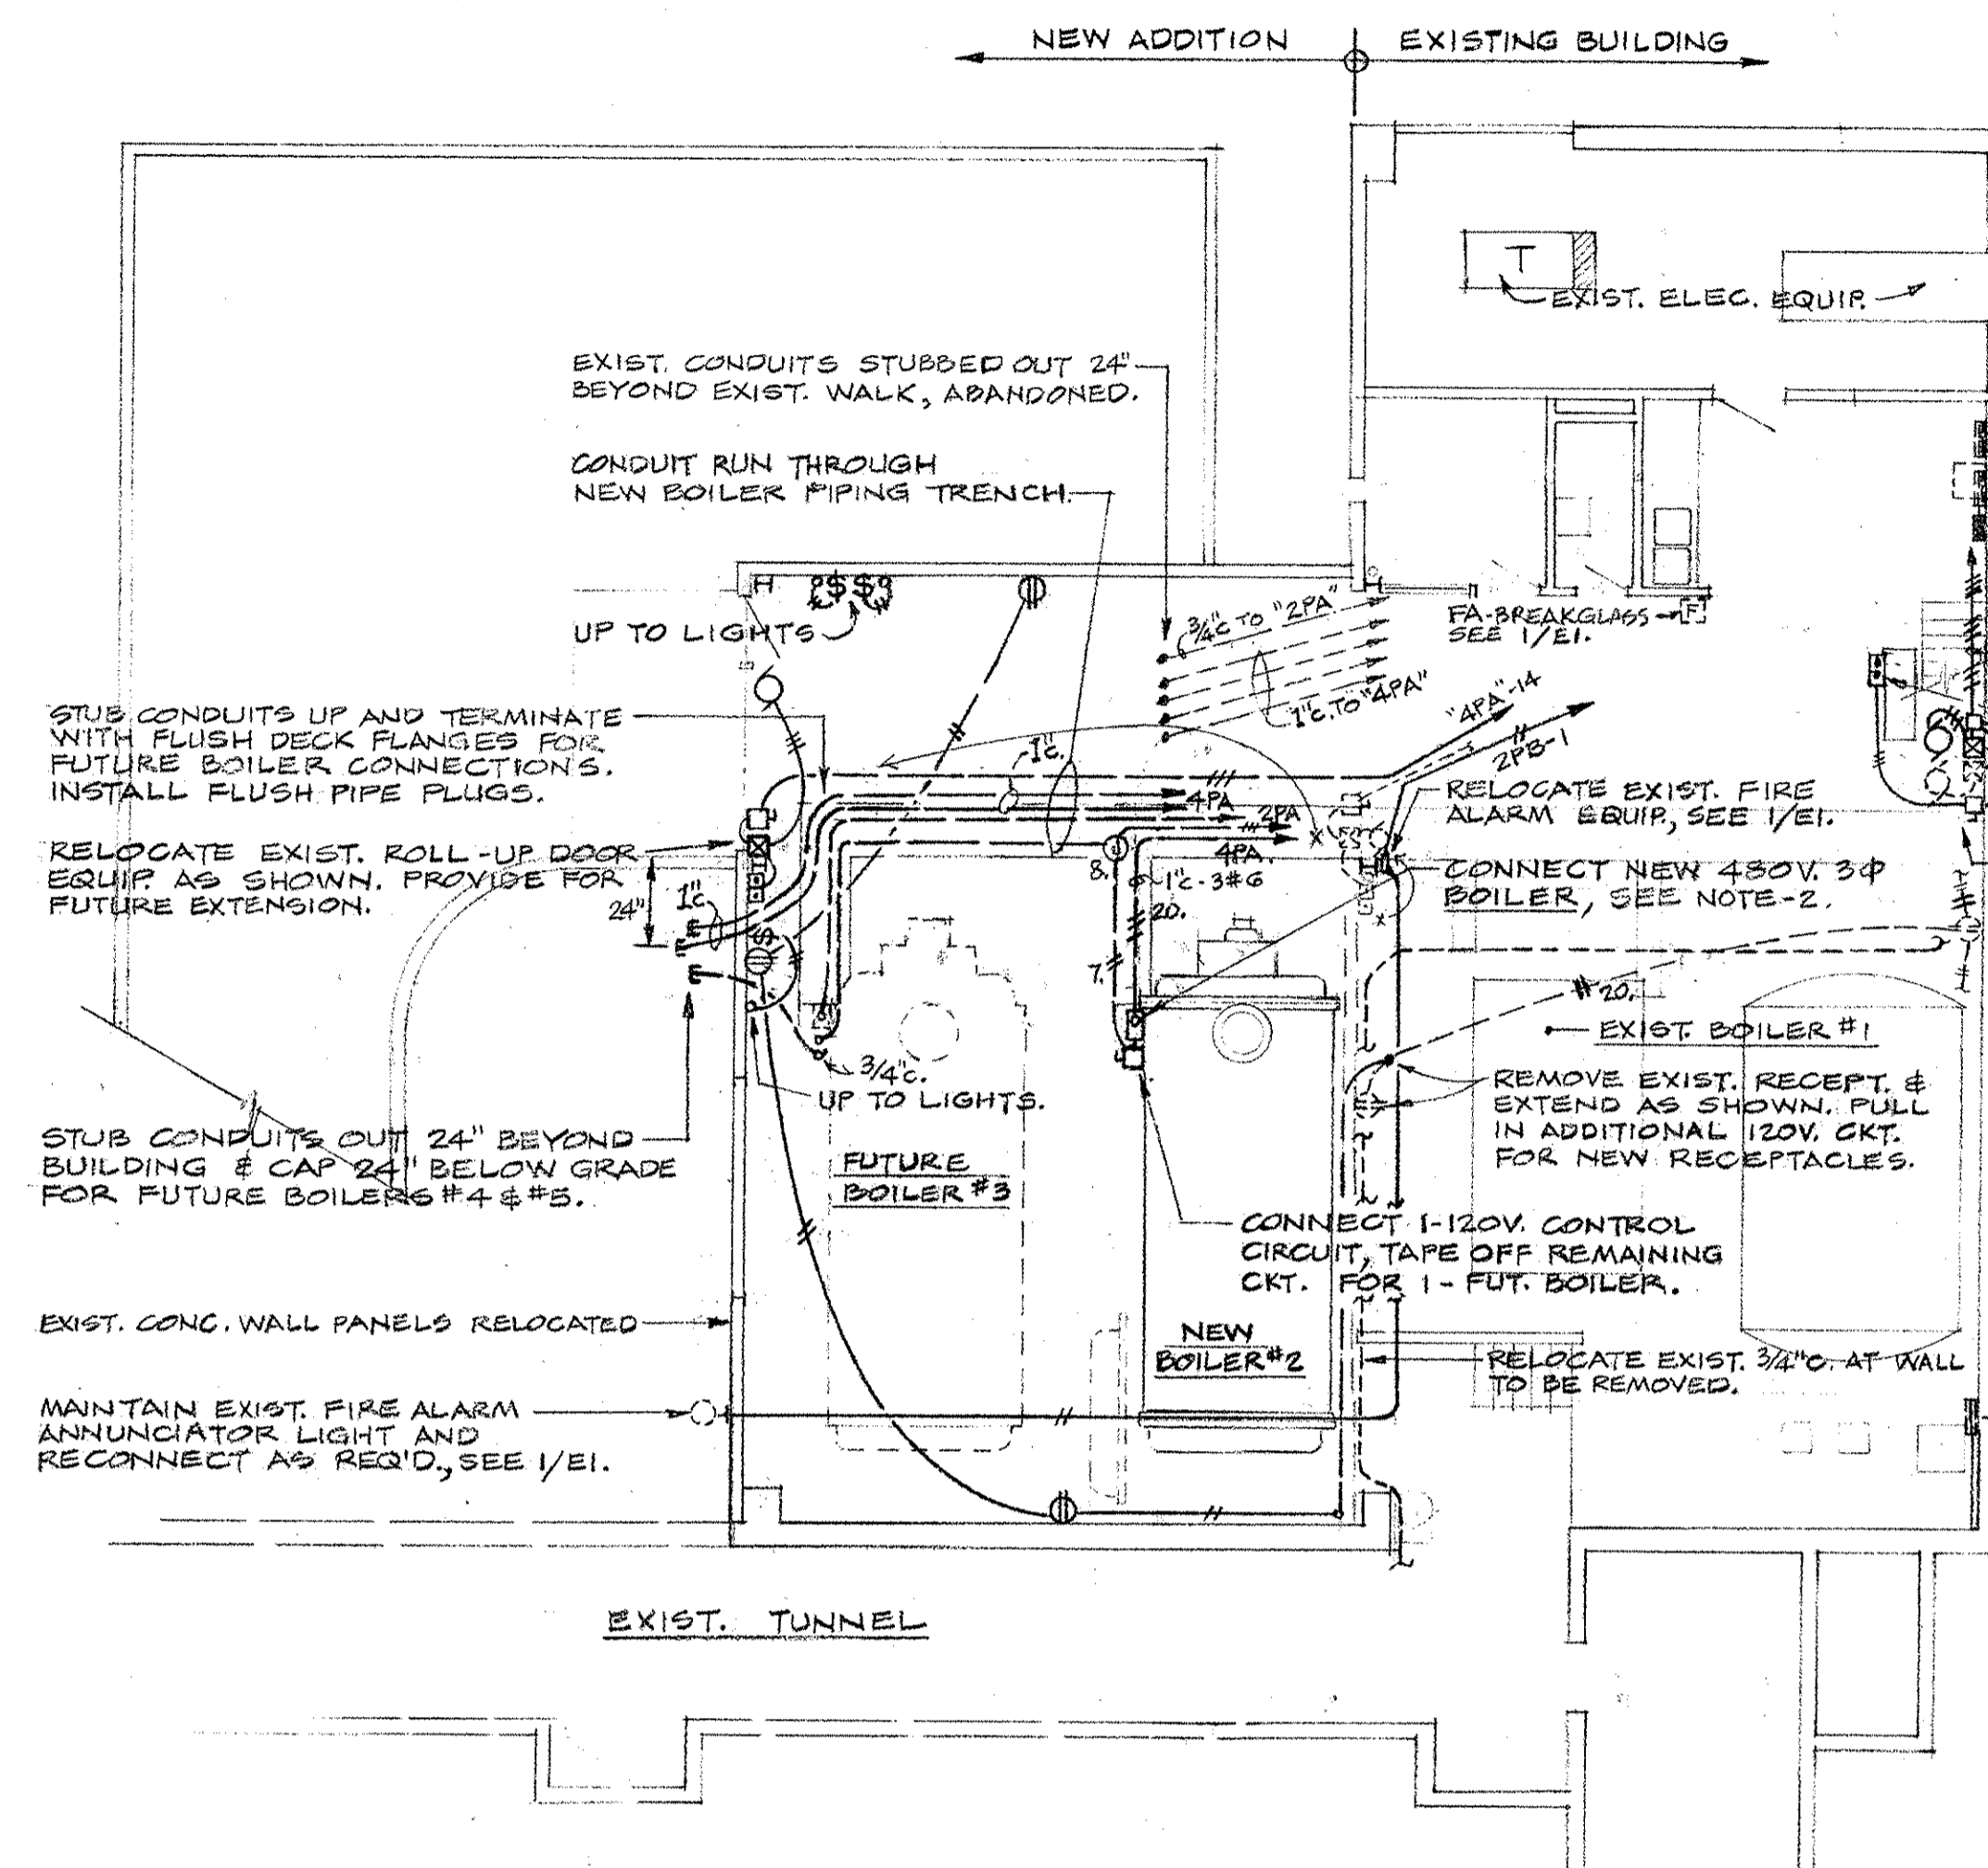 NEW ADDITION
EXISTING BUILDING
T
EXIST. ELEC. EQUIP.
EXIST. CONDUITS STUBBED OUT 24"
BEYOND EXIST. WALK, ABANDONED.
CONDUIT RUN THROUGH
NEW BOILER PIPING TRENCH.
H
$ $
UP TO LIGHTS
3/4"C TO "2PA"
1"C. TO "4PA"
FA-BREAKGLASS
SEE 1/E1.
F
"4PA"-14
2PB-1
STUB CONDUITS UP AND TERMINATE
WITH FLUSH DECK FLANGES FOR
FUTURE BOILER CONNECTIONS.
INSTALL FLUSH PIPE PLUGS.
1"C.
4PA
2PA
4PA.
RELOCATE EXIST. FIRE
ALARM EQUIP., SEE 1/E1.
RELOCATE EXIST. ROLL-UP DOOR
EQUIP. AS SHOWN. PROVIDE FOR
FUTURE EXTENSION.
24"
1"C
$
8.
1"C-3#6
20.
7.
H
CONNECT NEW 480V. 3Φ
BOILER, SEE NOTE-2.
20.
EXIST. BOILER #1
3/4"C.
UP TO LIGHTS.
REMOVE EXIST. RECEPT. &
EXTEND AS SHOWN. PULL
IN ADDITIONAL 120V. CKT.
FOR NEW RECEPTACLES.
STUB CONDUITS OUT 24" BEYOND
BUILDING & CAP 24" BELOW GRADE
FOR FUTURE BOILERS #4 & #5.
FUTURE
BOILER #3
CONNECT 1-120V. CONTROL
CIRCUIT, TAPE OFF REMAINING
CKT. FOR 1 - FUT. BOILER.
EXIST. CONC. WALL PANELS RELOCATED
NEW
BOILER #2
RELOCATE EXIST. 3/4"C. AT WALL
TO BE REMOVED.
MAINTAIN EXIST. FIRE ALARM
ANNUNCIATOR LIGHT AND
RECONNECT AS REQ'D., SEE 1/E1.
EXIST. TUNNEL